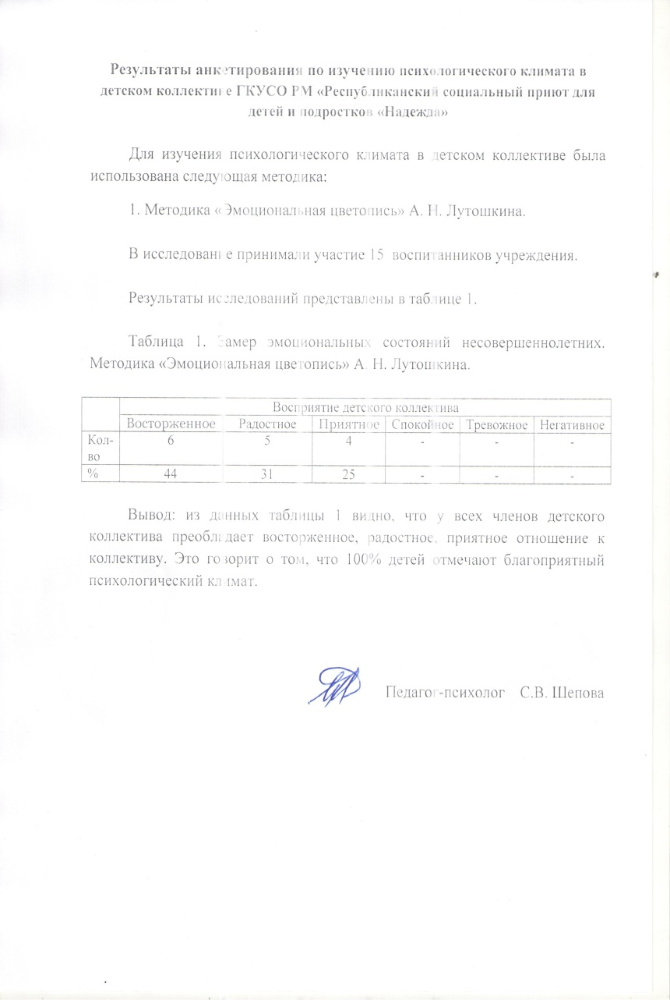 Результаты анкетирования по изучению психологического климата в
детском коллективе ГКУСО РМ «Республиканский социальный приют для
детей и подростков «Надежда»
Для изучения психологического климата в детском коллективе была
использована следующая методика:
1. Методика «Эмоциональная цветопись» А. Н. Лутошкина.
В исследование принимали участие 15 воспитанников учреждения.
Результаты исследований представлены в таблице 1.
Таблица 1. Замер эмоциональных состояний несовершеннолетних.
Методика «Эмоциональная цветопись» А. Н. Лутошкина.
Восприятие детского коллектива
Восторженное Радостное Приятное Спокойное Тревожное Негативное
Кол- 6 5 4 - - -
во
% 44 31 25 - - -
Вывод: из данных таблицы 1 видно, что у всех членов детского
коллектива преобладает восторженное, радостное, приятное отношение к
коллективу. Это говорит о том, что 100% детей отмечают благоприятный
психологический климат.
Педагог-психолог С.В. Шепова